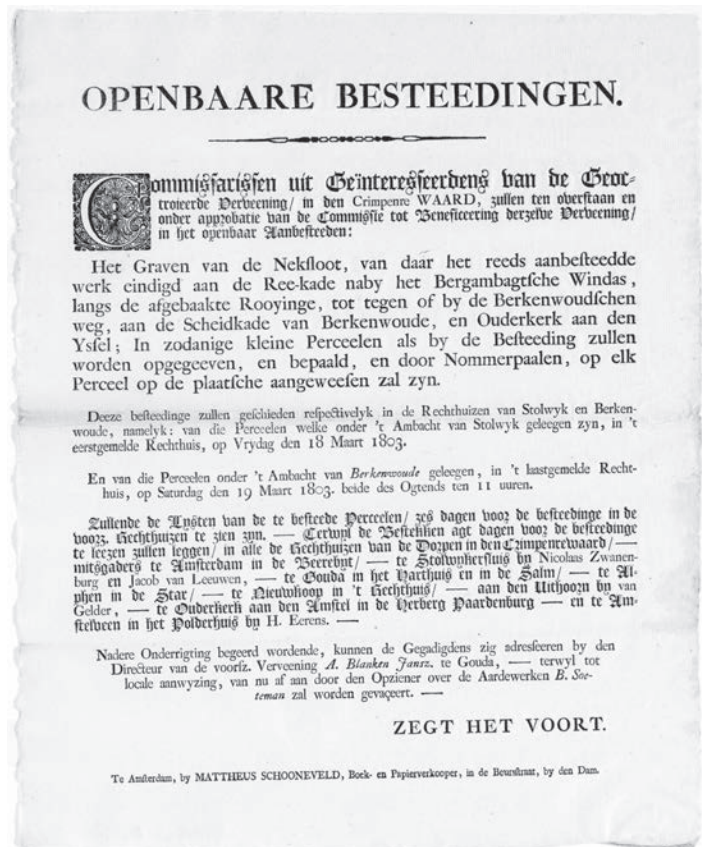 OPENBAARE BESTEEDINGEN.
Commissarissen uit Geïnteresseerdens van de Geoc-
troieerde Verveening/ in den Crimpenre WAARD, zullen ten overstaan en
onder approbatie van de Commissie tot Beneficeering derzelve Verveening/
in het openbaar Aanbesteeden:
Het Graven van de Neksloot, van daar het reeds aanbesteedde
werk eindigd aan de Ree-kade naby het Bergambagtsche Windas,
langs de afgebaakte Rooyinge, tot tegen of by de Berkenwoudschen
weg, aan de Scheidkade van Berkenwoude, en Ouderkerk aan den
Yssel; In zodanige kleine Perceelen als by de Besteeding zullen
worden opgegeeven, en bepaald, en door Nommerpaalen, op elk
Perceel op de plaatsche aangeweesen zal zyn.
Deeze besteedinge zullen geschieden respectivelyk in de Rechthuizen van Stolwyk en Berken-
woude, namelyk: van die Perceelen welke onder 't Ambacht van Stolwyk geleegen zyn, in 't
eerstgemelde Rechthuis, op Vrydag den 18 Maart 1803.
En van die Perceelen onder 't Ambacht van Berkenwoude geleegen, in 't laastgemelde Recht-
huis, op Saturdag den 19 Maart 1803. beide des Ogtends ten 11 uuren.
Zullende de Lysten van de te besteede Perceelen/ zes dagen voor de besteedinge in de
voorz. Rechthuizen te zien zyn. — Terwyl de Bestekken agt dagen voor de besteedinge
te leezen zullen leggen/ in alle de Rechthuizen van de Dorpen in den Crimpenrewaard/ —
mitsgaders te Amsterdam in de Beerebyt/ — te Stolwykersluis by Nicolaas Zwanen-
burg en Jacob van Leeuwen, — te Gouda in het Harthuis en in de Salm/ — te Al-
phen in de Star/ — te Nieuwkoop in 't Rechthuis/ — aan den Uithoorn by van
Gelder, — te Ouderkerk aan den Amstel in de Herberg Paardenburg — en te Am-
stelveen in het Polderhuis by H. Eerens. —
Nadere Onderrigting begeerd wordende, kunnen de Gegadigdens zig adresseeren by den
Directeur van de voorsz. Verveening A. Blanken Jansz. te Gouda, — terwyl tot
locale aanwyzing, van nu af aan door den Opziener over de Aardewerken B. Soe-
teman zal worden gevaçeert. —
ZEGT HET VOORT.
Te Amsterdam, by MATTHEUS SCHOONEVELD, Boek- en Papierverkooper, in de Beursstraat, by den Dam.